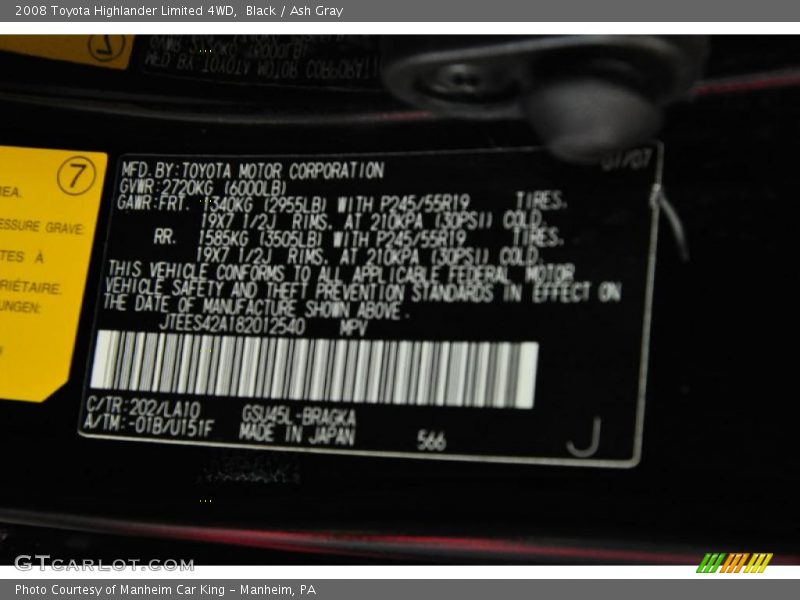 2008 Toyota Highlander Limited 4WD, Black / Ash Gray
7
REA.
ESSURE GRAVE
TES À
RIÉTAIRE.
UNGEN:
MFD. BY: TOYOTA MOTOR CORPORATION 07/07
GVWR: 2720KG (6000LB)
GAWR: FRT. 1340KG (2955LB) WITH P245/55R19 TIRES.
19X7 1/2J RIMS. AT 210KPA (30PSI) COLD.
RR. 1585KG (3505LB) WITH P245/55R19 TIRES.
19X7 1/2J RIMS. AT 210KPA (30PSI) COLD.
THIS VEHICLE CONFORMS TO ALL APPLICABLE FEDERAL MOTOR
VEHICLE SAFETY AND THEFT PREVENTION STANDARDS IN EFFECT ON
THE DATE OF MANUFACTURE SHOWN ABOVE.
JTEES42A182012540 MPV
C/TR: 202/LA10 GSU45L-BRAGKA
A/TM: -01B/U151F MADE IN JAPAN 566 J
GTCARLOT.COM
Photo Courtesy of Manheim Car King - Manheim, PA